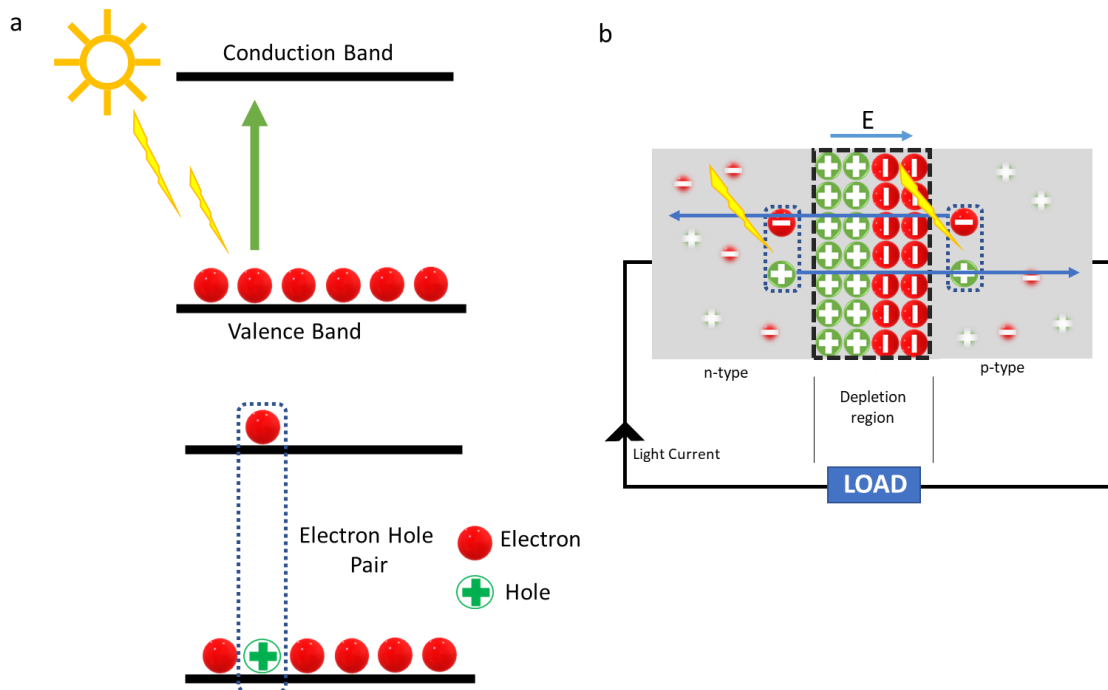 a
Conduction Band
Valence Band
Electron Hole
Pair
Electron
Hole
b
E
n-type
p-type
Depletion
region
Light Current
LOAD